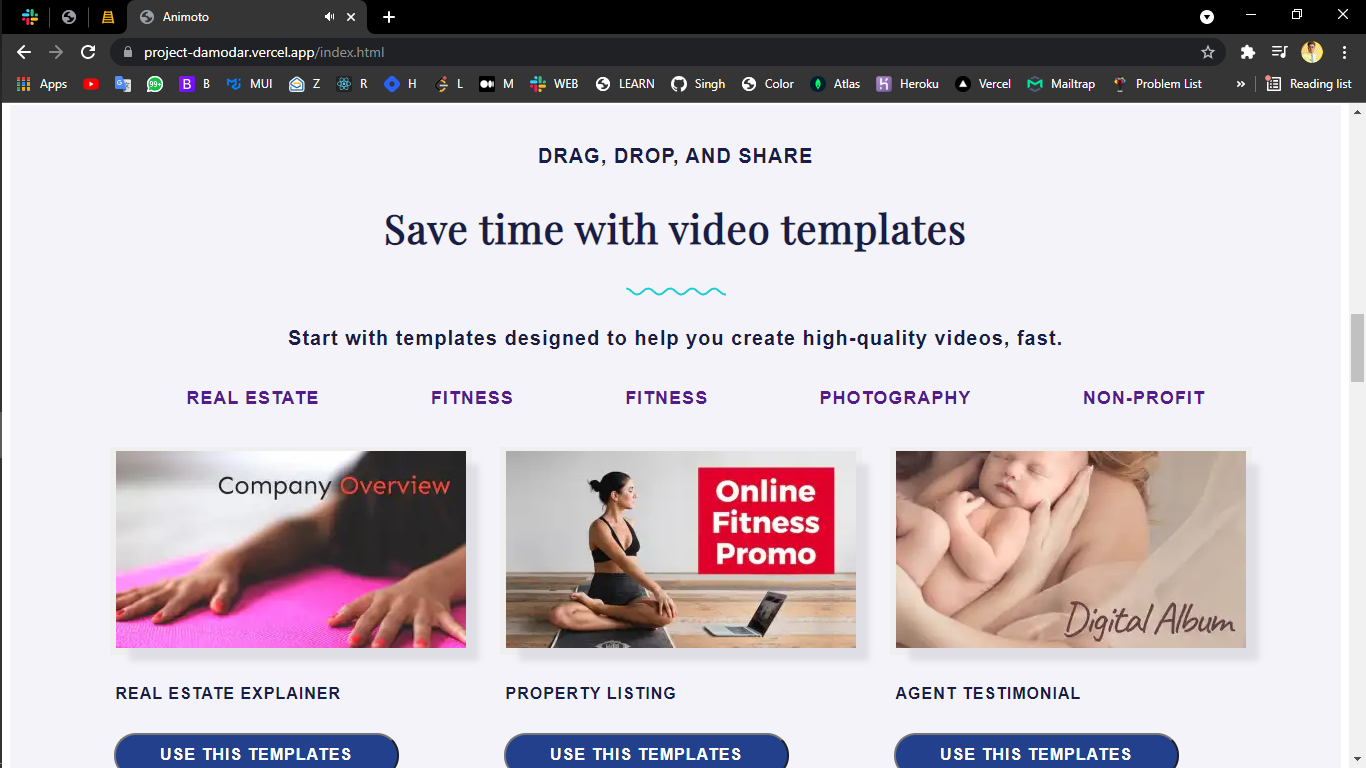 Animoto
project-damodar.vercel.app/index.html
Apps B MUI Z R H L M WEB LEARN Singh Color Atlas Heroku Vercel Mailtrap Problem List » Reading list
DRAG, DROP, AND SHARE
Save time with video templates
Start with templates designed to help you create high-quality videos, fast.
REAL ESTATE FITNESS FITNESS PHOTOGRAPHY NON-PROFIT
Company Overview
Online
Fitness
Promo
Digital Album
REAL ESTATE EXPLAINER PROPERTY LISTING AGENT TESTIMONIAL
USE THIS TEMPLATES USE THIS TEMPLATES USE THIS TEMPLATES